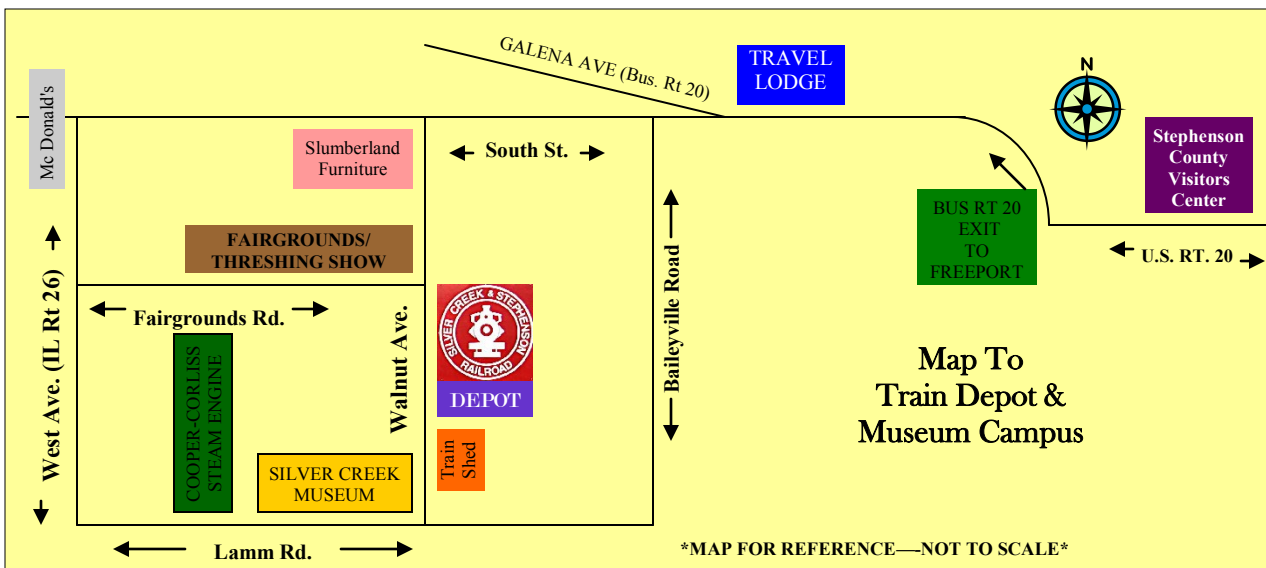 GALENA AVE (Bus. Rt 20)
TRAVEL
LODGE
N
Mc Donald's
Slumberland
Furniture
South St.
Stephenson
County
Visitors
Center
BUS RT 20
EXIT
TO
FREEPORT
U.S. RT. 20
FAIRGROUNDS/
THRESHING SHOW
West Ave. (IL Rt 26)
Fairgrounds Rd.
Walnut Ave.
SILVER CREEK & STEPHENSON
RAILROAD
DEPOT
Baileyville Road
Map To
Train Depot &
Museum Campus
COOPER-CORLISS
STEAM ENGINE
SILVER CREEK
MUSEUM
Train
Shed
Lamm Rd.
*MAP FOR REFERENCE—-NOT TO SCALE*